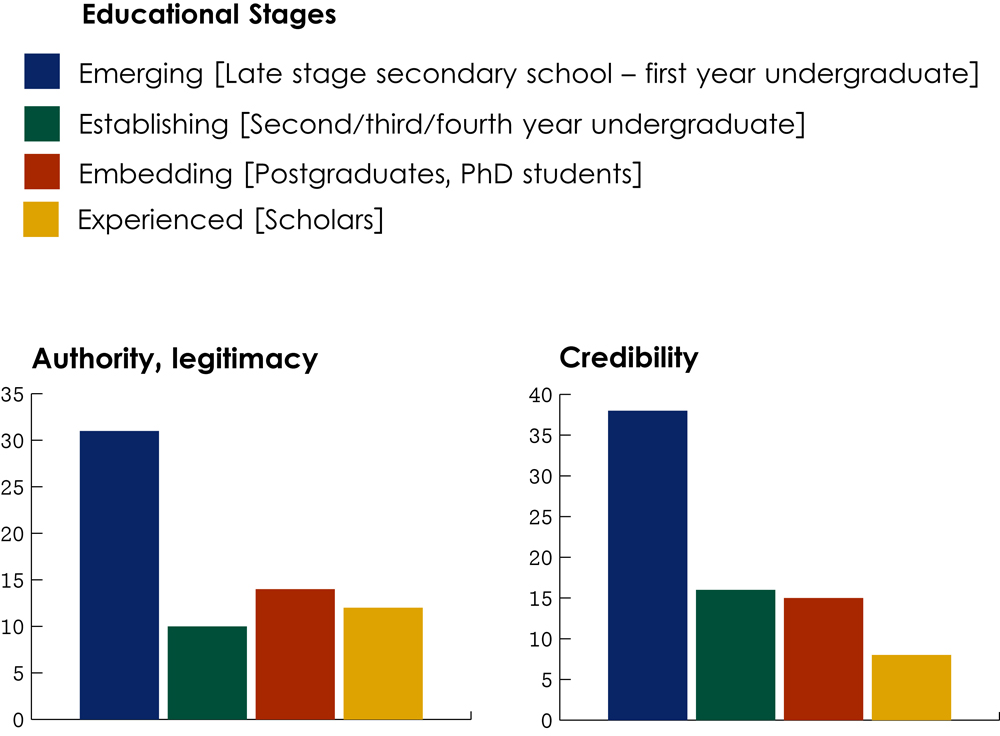 Educational Stages
Emerging [Late stage secondary school – first year undergraduate]
Establishing [Second/third/fourth year undergraduate]
Embedding [Postgraduates, PhD students]
Experienced [Scholars]
Authority, legitimacy
35
30
25
20
15
10
5
0
Credibility
40
35
30
25
20
15
10
5
0